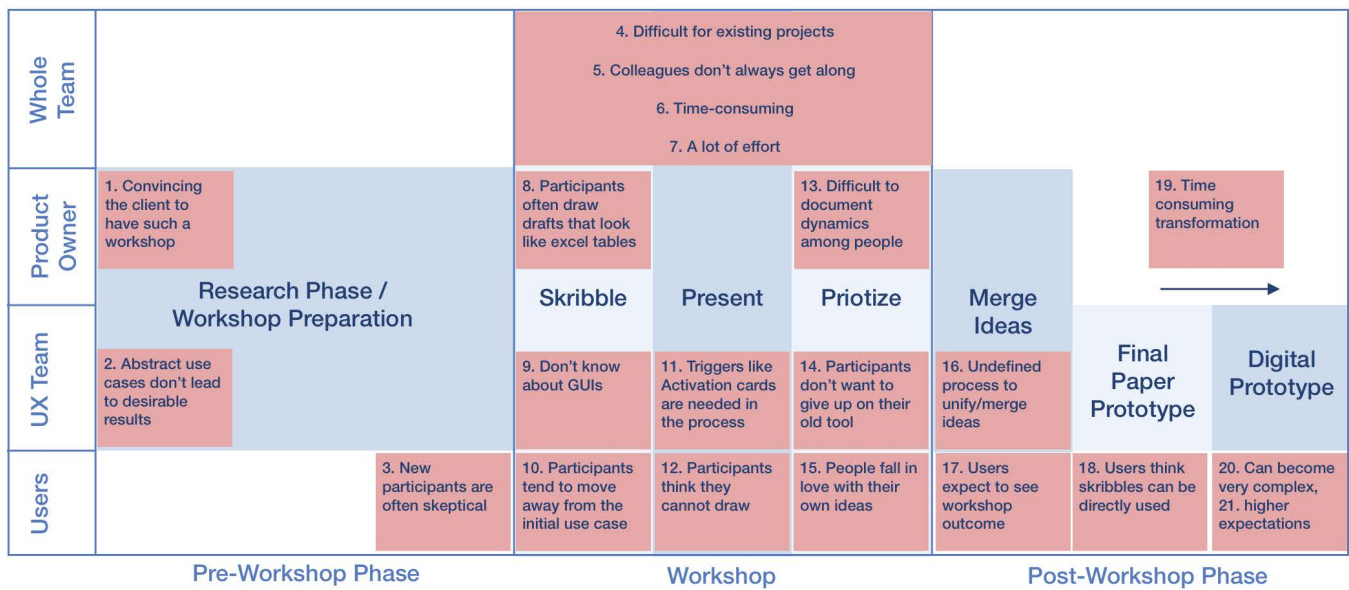 Whole
Team
4. Difficult for existing projects
5. Colleagues don't always get along
6. Time-consuming
7. A lot of effort
Product
Owner
1. Convincing
the client to
have such a
workshop
8. Participants
often draw
drafts that look
like excel tables
13. Difficult to
document
dynamics
among people
19. Time
consuming
transformation
Research Phase /
Workshop Preparation
Skribble
Present
Priotize
Merge
Ideas
UX Team
2. Abstract use
cases don't lead
to desirable
results
9. Don't know
about GUIs
11. Triggers like
Activation cards
are needed in
the process
14. Participants
don't want to
give up on their
old tool
16. Undefined
process to
unify/merge
ideas
Final
Paper
Prototype
Digital
Prototype
Users
3. New
participants are
often skeptical
10. Participants
tend to move
away from the
initial use case
12. Participants
think they
cannot draw
15. People fall in
love with their
own ideas
17. Users
expect to see
workshop
outcome
18. Users think
skribbles can be
directly used
20. Can become
very complex,
21. higher
expectations
Pre-Workshop Phase
Workshop
Post-Workshop Phase